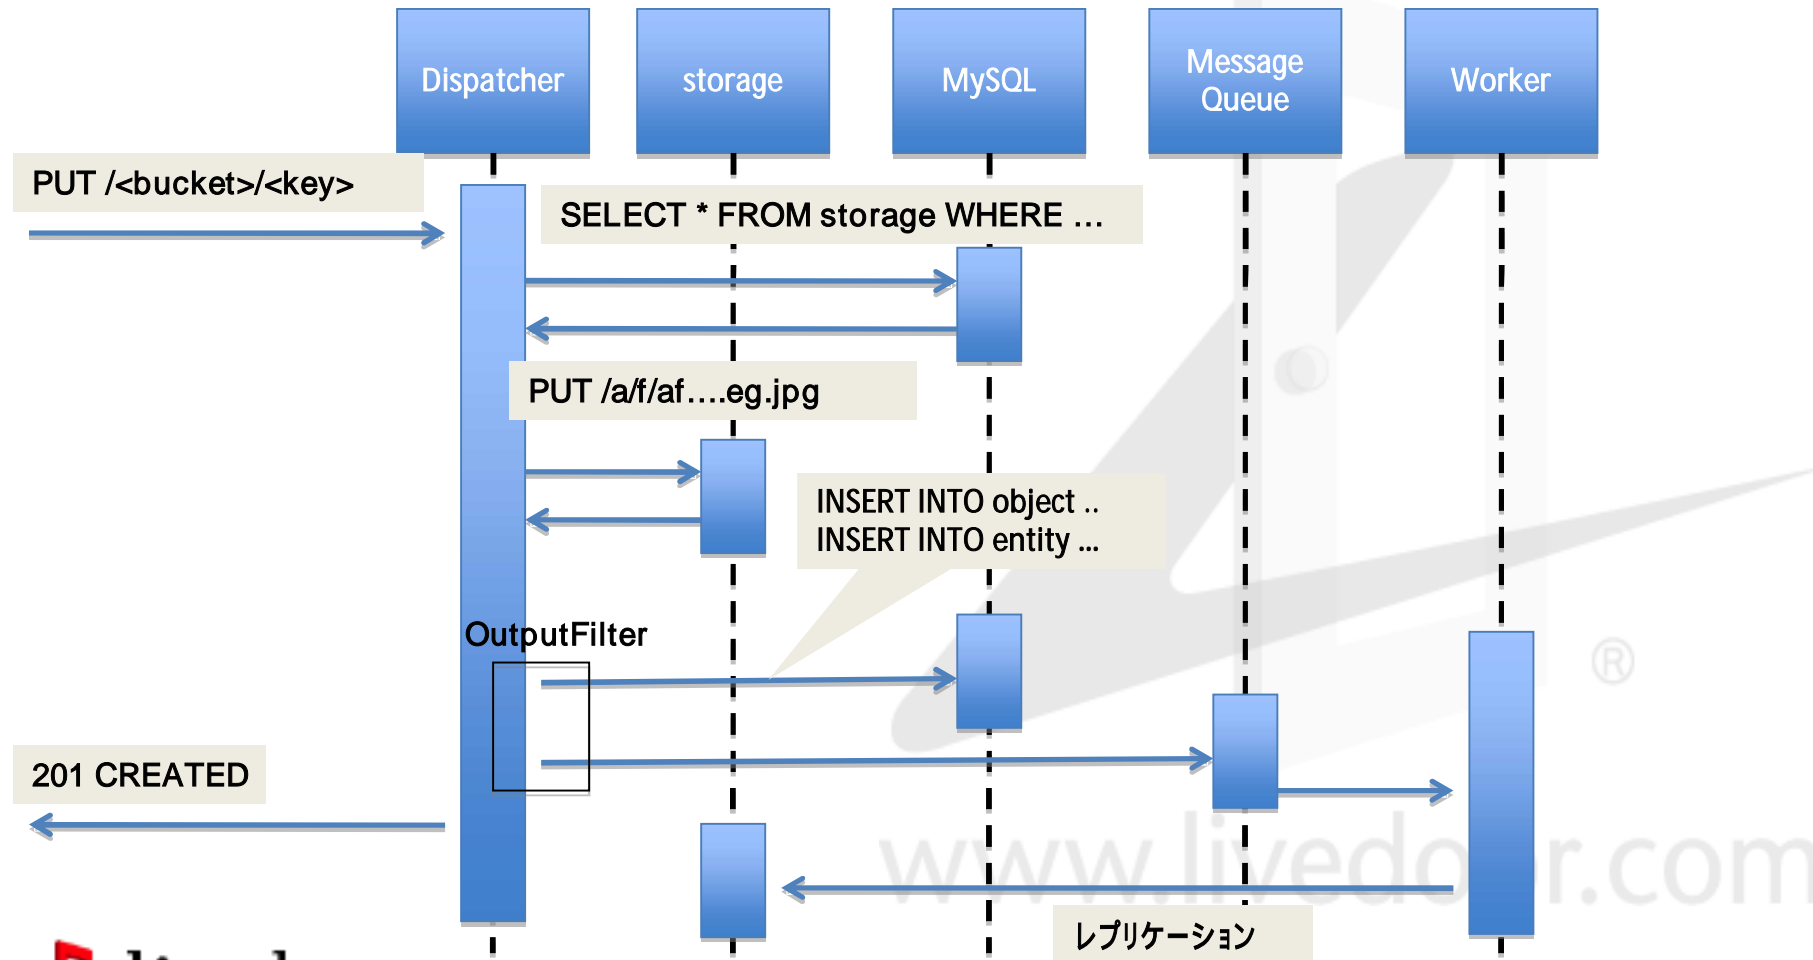 Dispatcher
storage
MySQL
Message
Queue
Worker
PUT /<bucket>/<key>
SELECT * FROM storage WHERE ...
PUT /a/f/af....eg.jpg
INSERT INTO object ..
INSERT INTO entity ...
OutputFilter
®
201 CREATED
www.livedoor.com
レプリケーション